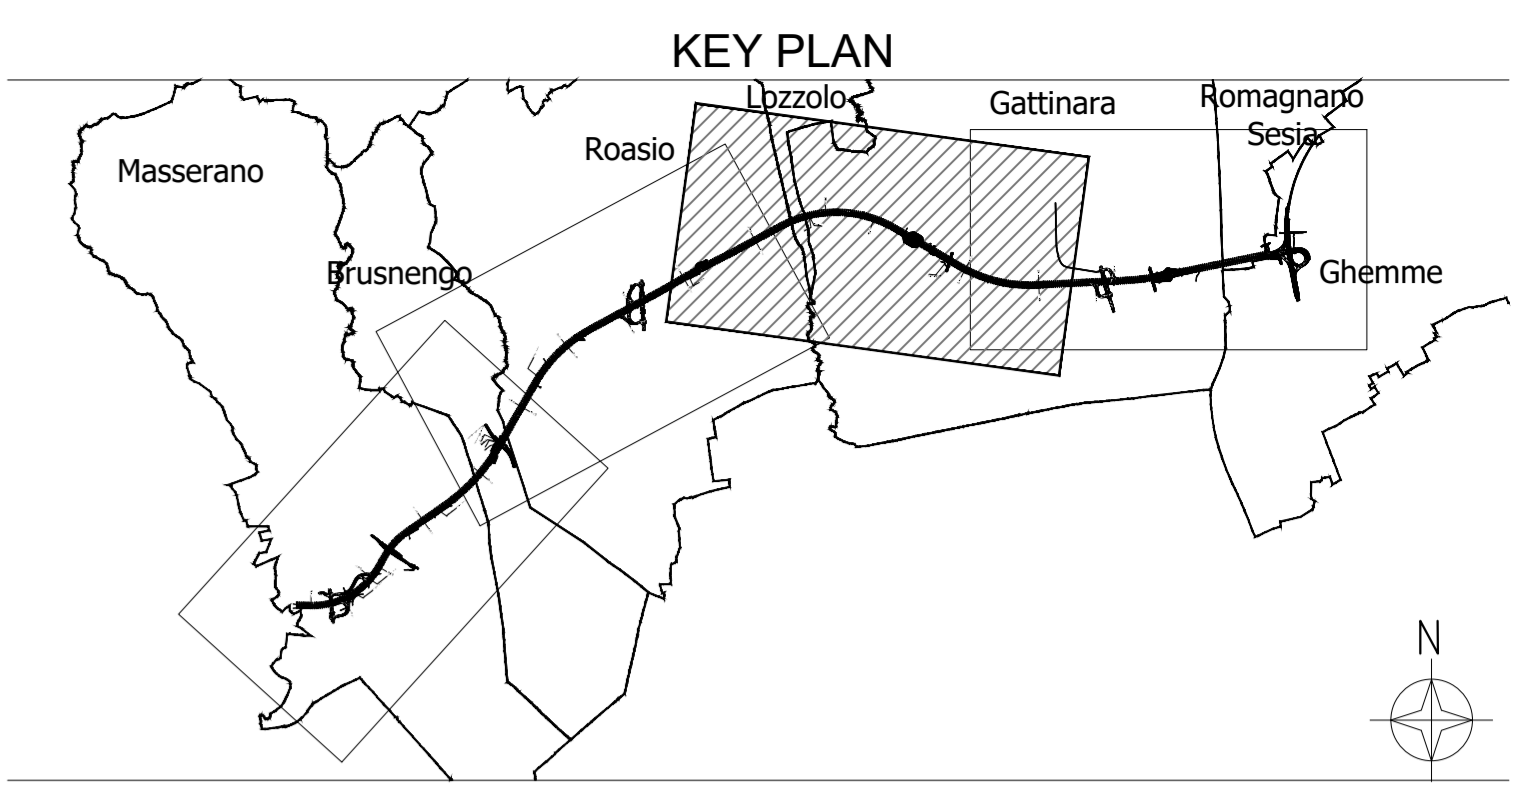 KEY PLAN
Lozzolo
Gattinara
Romagnano
Sesia
Roasio
Masserano
Brusnengo
Ghemme
N